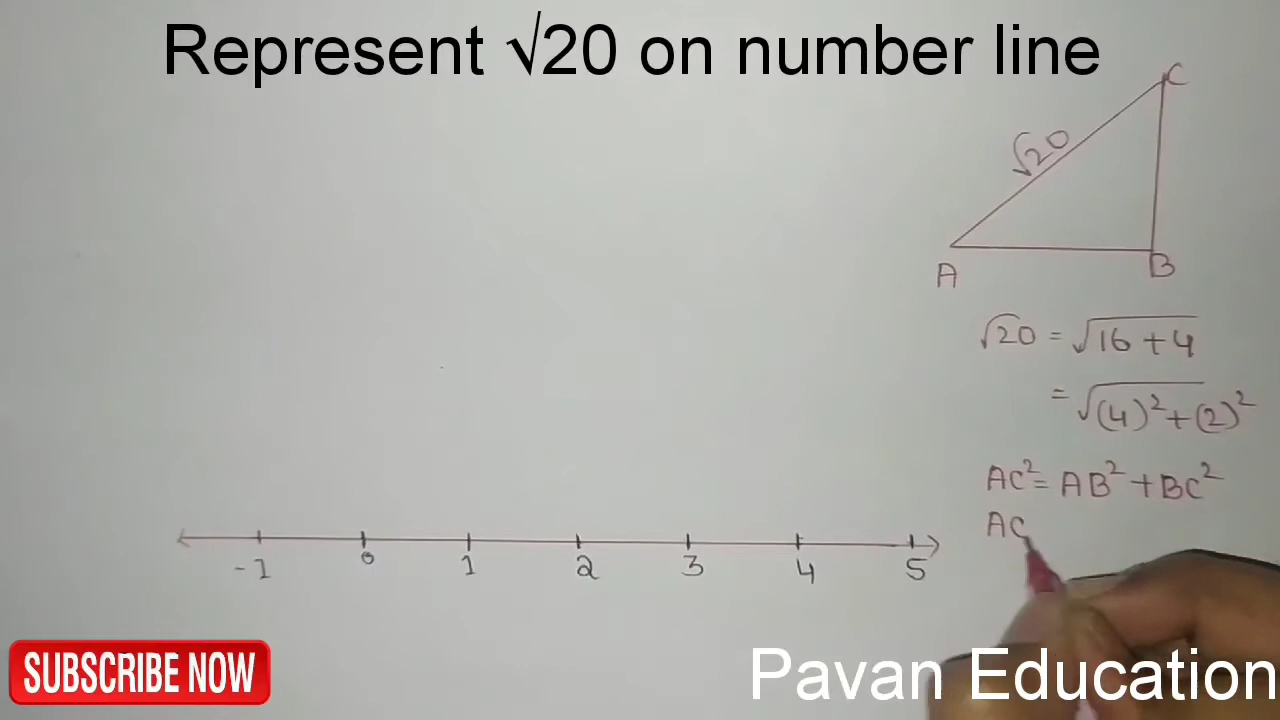 Represent √20 on number line
C
√20
A
B
√20 = √16 + 4
= √(4)² + (2)²
AC² = AB² + BC²
AC
-1 0 1 2 3 4 5
SUBSCRIBE NOW
Pavan Education